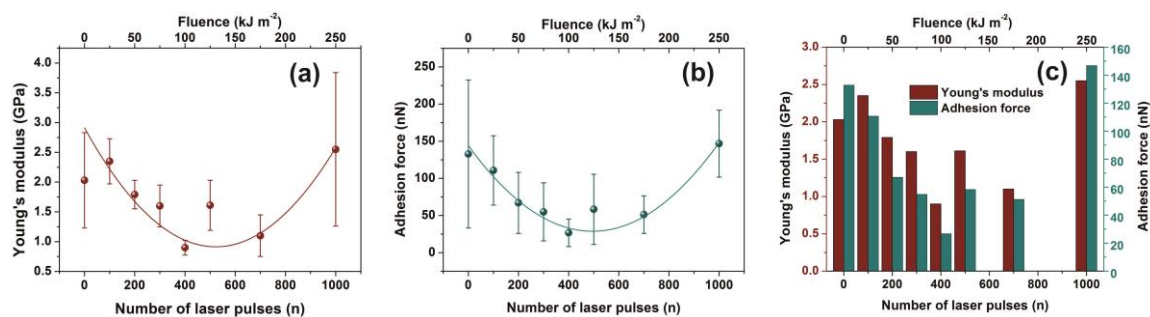 Fluence (kJ m⁻²)
0 50 100 150 200 250
(a)
Young's modulus (GPa)
4.0
3.5
3.0
2.5
2.0
1.5
1.0
0.5
0 200 400 600 800 1000
Number of laser pulses (n)
Fluence (kJ m⁻²)
0 50 100 150 200 250
(b)
Adhesion force (nN)
250
200
150
100
50
0
0 200 400 600 800 1000
Number of laser pulses (n)
Fluence (kJ m⁻²)
0 50 100 150 200 250
(c)
Young's modulus
Adhesion force
Young's modulus (GPa)
3.0
2.5
2.0
1.5
1.0
0.5
0.0
Adhesion force (nN)
160
140
120
100
80
60
40
20
0
0 200 400 600 800 1000
Number of laser pulses (n)